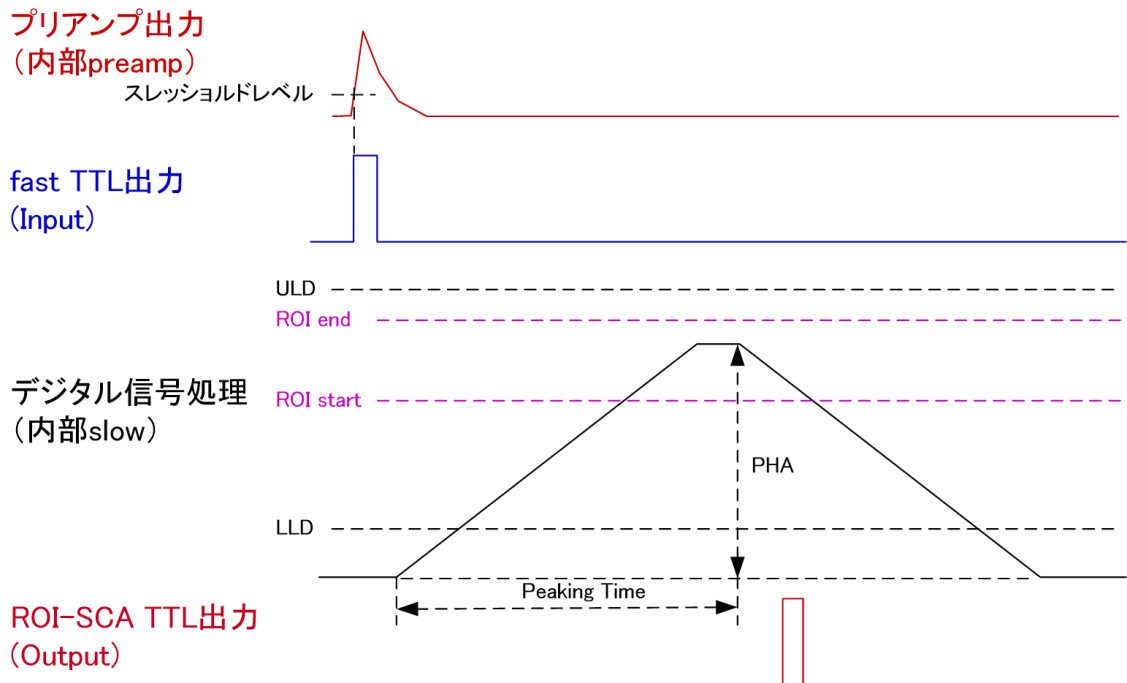 プリアンプ出力
（内部preamp）
スレッショルドレベル
fast TTL出力
(Input)
ULD
ROI end
デジタル信号処理
（内部slow）
ROI start
PHA
LLD
Peaking Time
ROI-SCA TTL出力
(Output)